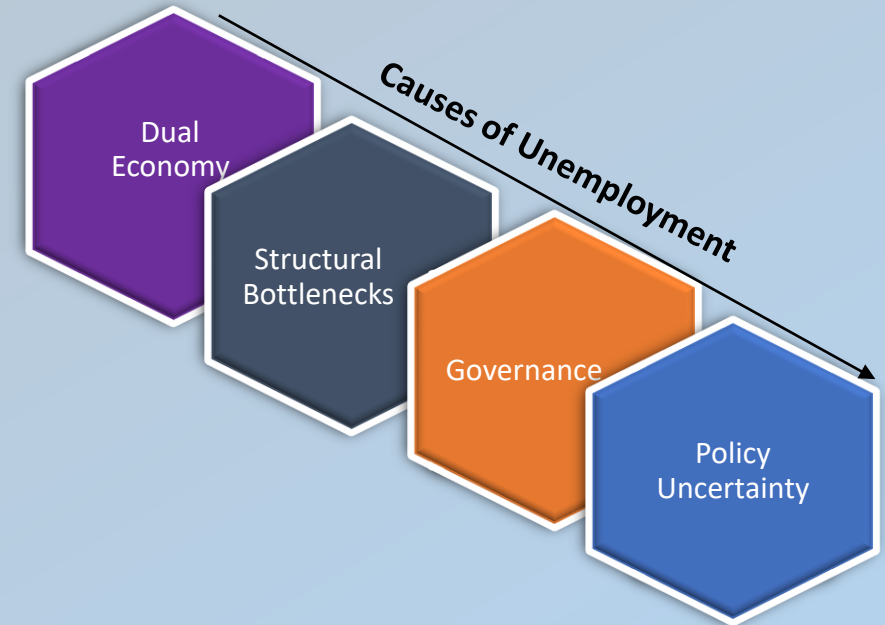 Causes of Unemployment
Dual
Economy
Structural
Bottlenecks
Governance
Policy
Uncertainty